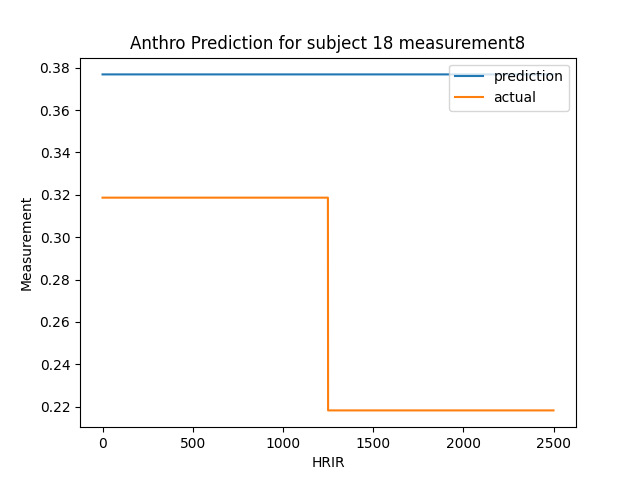 Anthro Prediction for subject 18 measurement8
0.38
0.36
0.34
0.32
0.30
0.28
0.26
0.24
0.22
Measurement
prediction
actual
0 500 1000 1500 2000 2500
HRIR